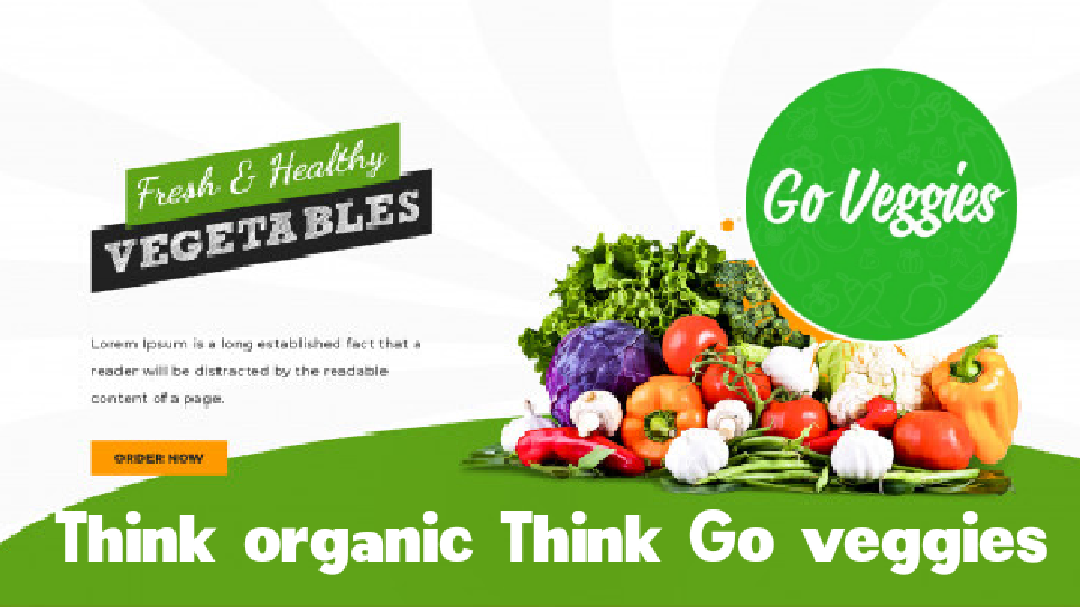 Fresh & Healthy
VEGETABLES
Go Veggies
Lorem Ipsum is a long established fact that a
reader will be distracted by the readable
content of a page.
ORDER NOW
Think organic Think Go veggies